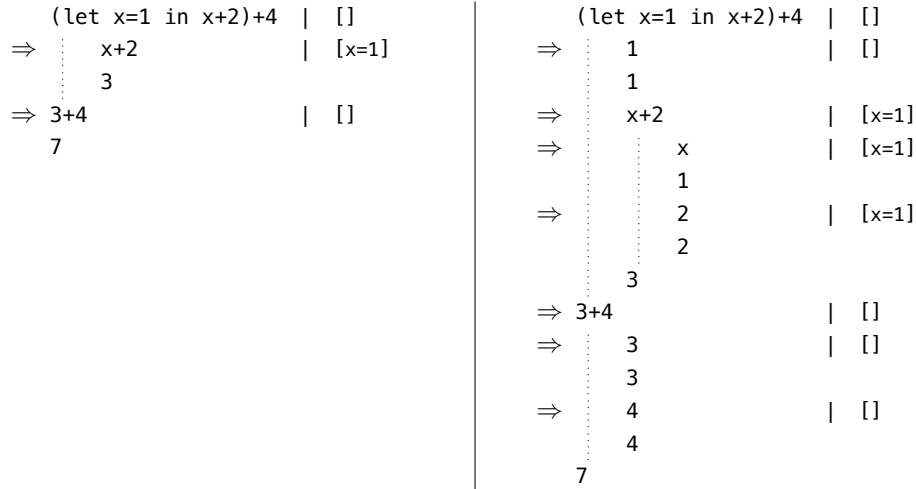 (let x=1 in x+2)+4 | []
⇒ x+2 | [x=1]
3
⇒ 3+4 | []
7
(let x=1 in x+2)+4 | []
⇒ 1 | []
1
⇒ x+2 | [x=1]
⇒ x | [x=1]
1
⇒ 2 | [x=1]
2
3
⇒ 3+4 | []
⇒ 3 | []
3
⇒ 4 | []
4
7